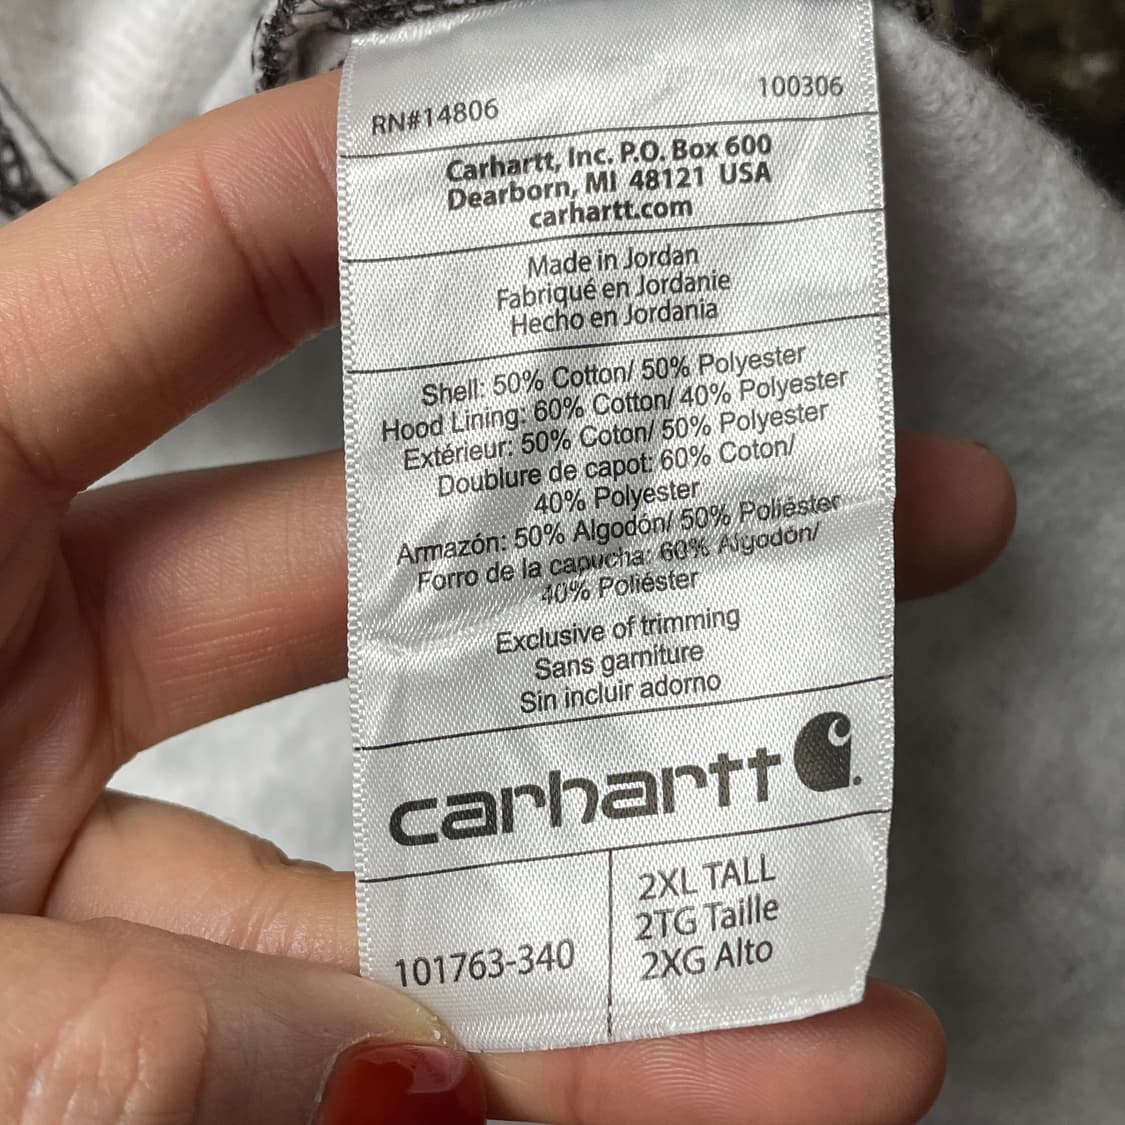 RN#14806 100306
Carhartt, Inc. P.O. Box 600
Dearborn, MI 48121 USA
carhartt.com
Made in Jordan
Fabriqué en Jordanie
Hecho en Jordania
Shell: 50% Cotton/ 50% Polyester
Hood Lining: 60% Cotton/ 40% Polyester
Extérieur: 50% Coton/ 50% Polyester
Doublure de capot: 60% Coton/
40% Polyester
Armazón: 50% Algodón/ 50% Poliéster
Forro de la capucha: 60% Algodón/
40% Poliéster
Exclusive of trimming
Sans garniture
Sin incluir adorno
carhartt
101763-340
2XL TALL
2TG Taille
2XG Alto